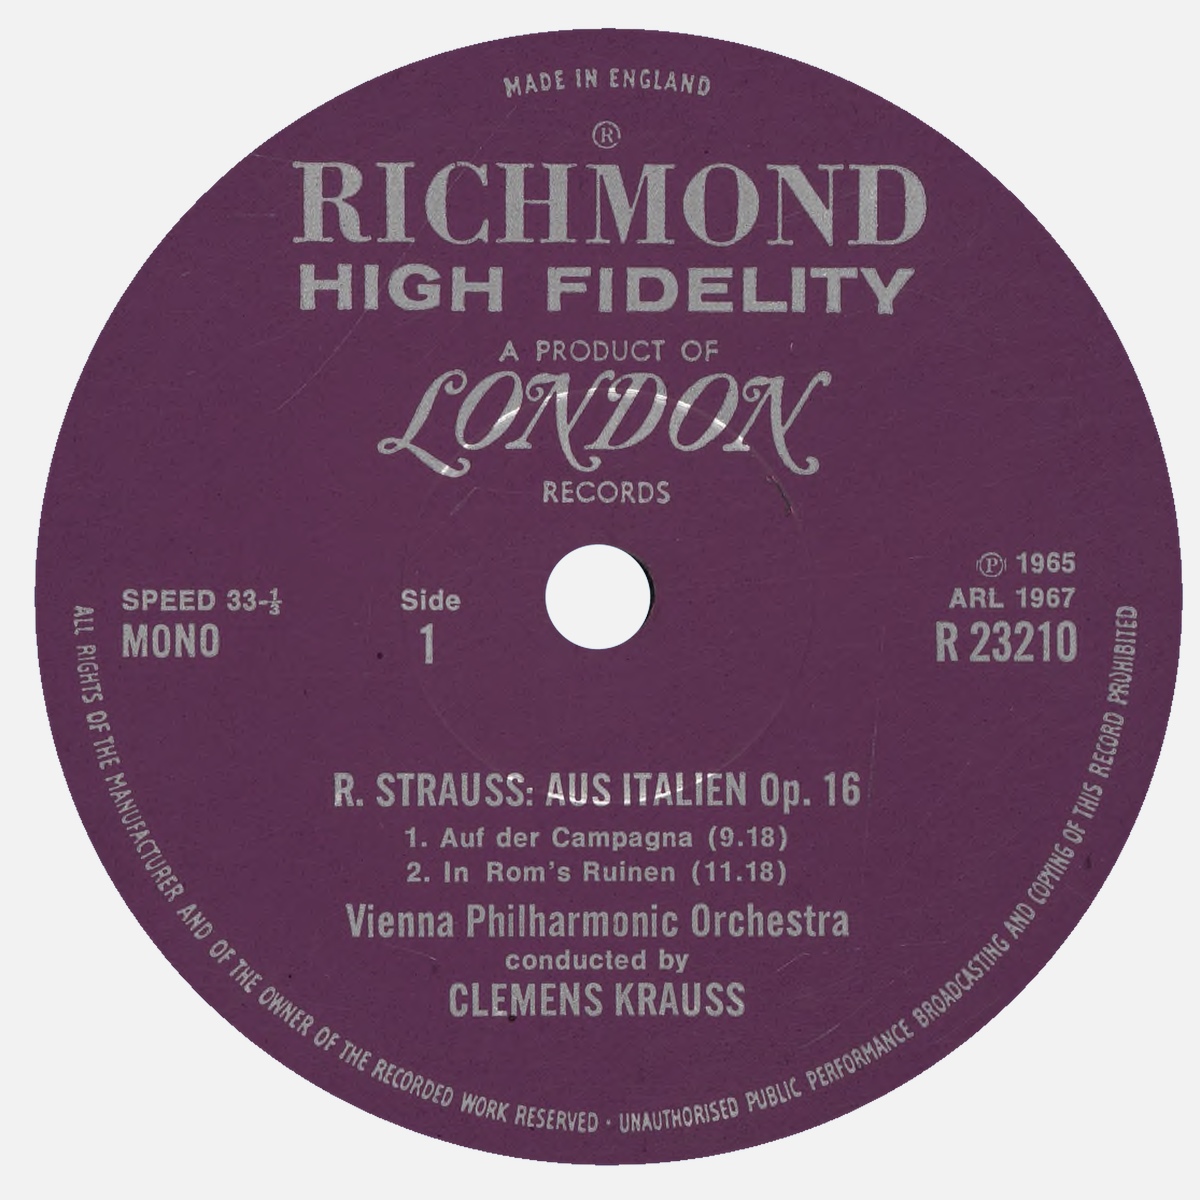 MADE IN ENGLAND
®
RICHMOND
HIGH FIDELITY
A PRODUCT OF
LONDON
RECORDS
℗ 1965
SPEED 33-⅓
Side
ARL 1967
MONO
1
R 23210
R. STRAUSS: AUS ITALIEN Op. 16
1. Auf der Campagna (9.18)
2. In Rom's Ruinen (11.18)
Vienna Philharmonic Orchestra
conducted by
CLEMENS KRAUSS
ALL RIGHTS OF THE MANUFACTURER AND OF THE OWNER OF THE RECORDED WORK RESERVED · UNAUTHORISED PUBLIC PERFORMANCE BROADCASTING AND COPYING OF THIS RECORD PROHIBITED